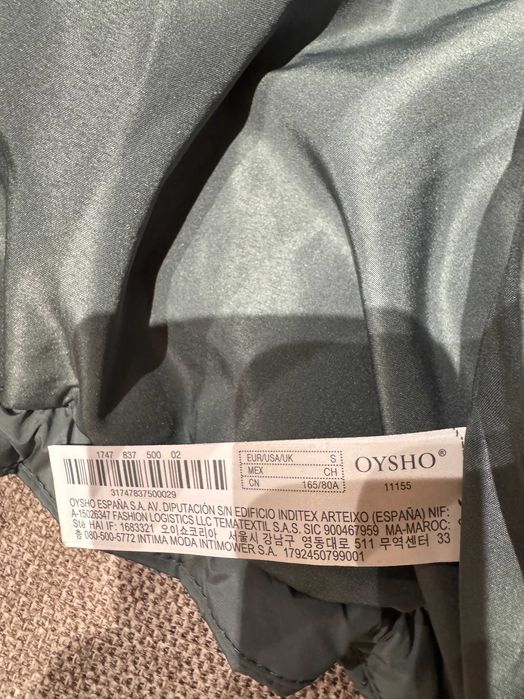 1747 837 500 02
31747837500029
EUR/USA/UK S
MEX CH
CN 165/80A
OYSHO®
11155
OYSHO ESPAÑA S.A. AV. DIPUTACIÓN S/N EDIFICIO INDITEX ARTEIXO (ESPAÑA) NIF:
A-15026347 FASHION LOGISTICS LLC TEMATEXTIL S.A.S. SIC 900467959 MA-MAROC:
Sté HAI IF: 1683321 오이쇼코리아 서울시 강남구 영동대로 511 무역센터 33
층 080-500-5772 INTIMA MODA INTIMOWER S.A. 1792450799001